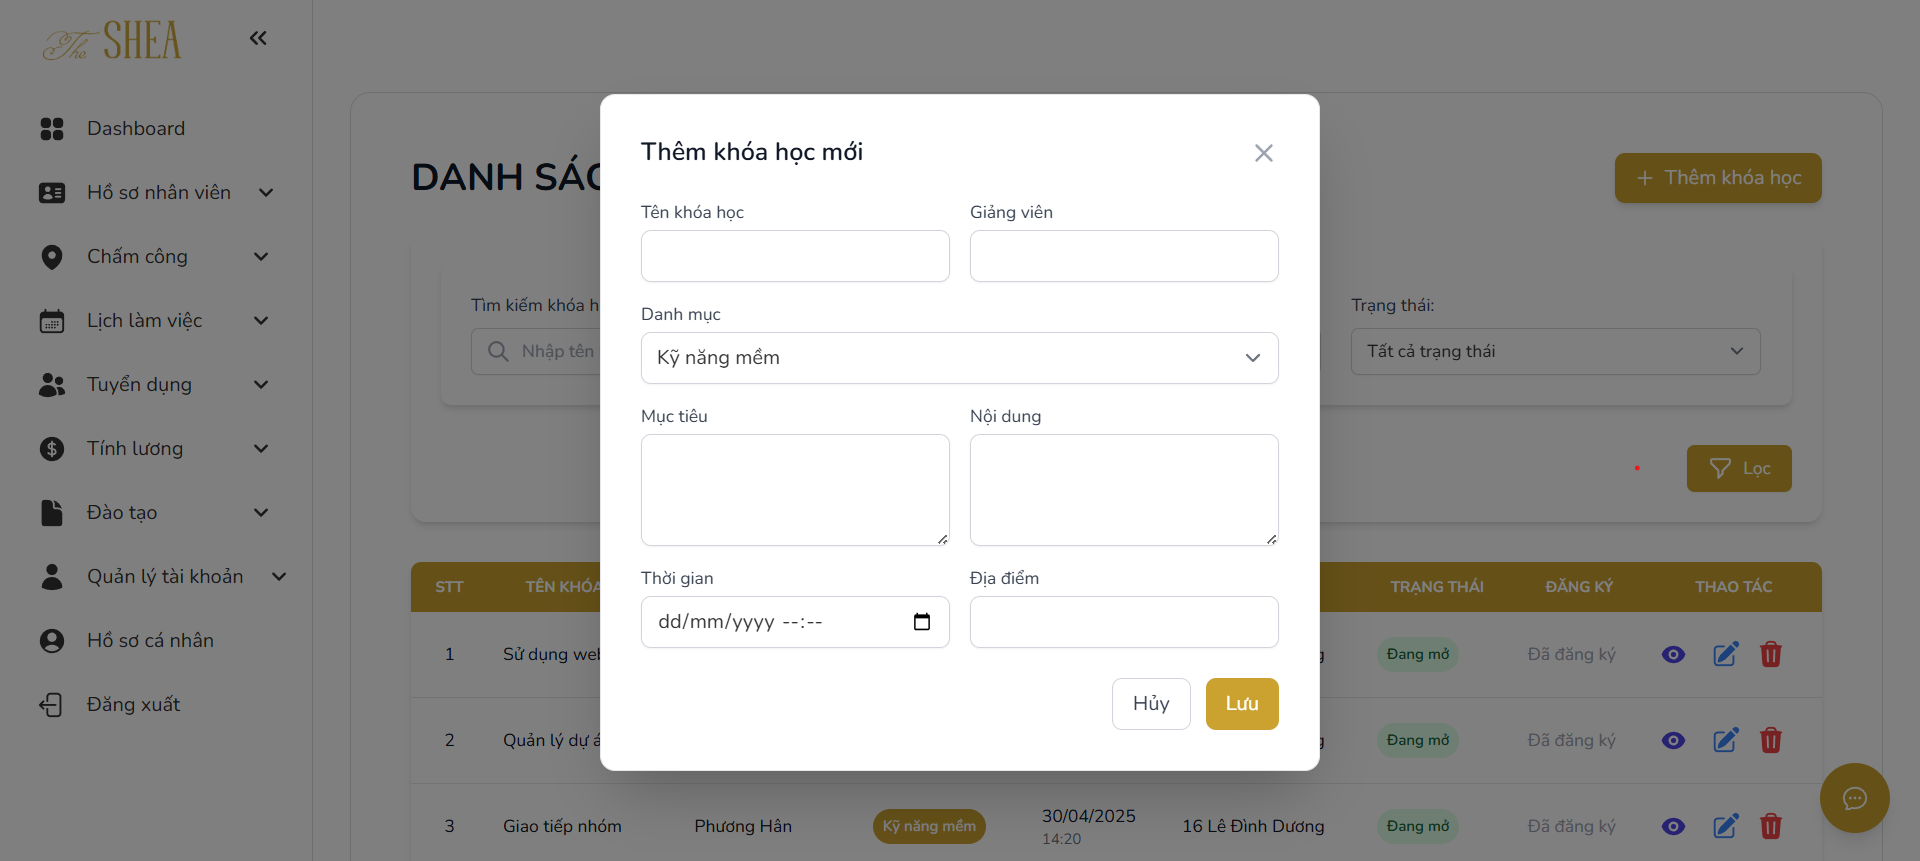 The SHEA
Dashboard
Hồ sơ nhân viên
Chấm công
Lịch làm việc
Tuyển dụng
Tính lương
Đào tạo
Quản lý tài khoản
Hồ sơ cá nhân
Đăng xuất
DANH SÁC
Thêm khóa học
Tìm kiếm khóa h
Nhập tên
Trạng thái:
Tất cả trạng thái
Lọc
Thêm khóa học mới
Tên khóa học
Giảng viên
Danh mục
Kỹ năng mềm
Mục tiêu
Nội dung
Thời gian
Địa điểm
dd/mm/yyyy --:--
Hủy
Lưu
STT TÊN KHÓA TRẠNG THÁI ĐĂNG KÝ THAO TÁC
1 Sử dụng web g Đang mở Đã đăng ký
2 Quản lý dự á g Đang mở Đã đăng ký
3 Giao tiếp nhóm Phương Hân Kỹ năng mềm 30/04/2025 16 Lê Đình Dương Đang mở Đã đăng ký
14:20